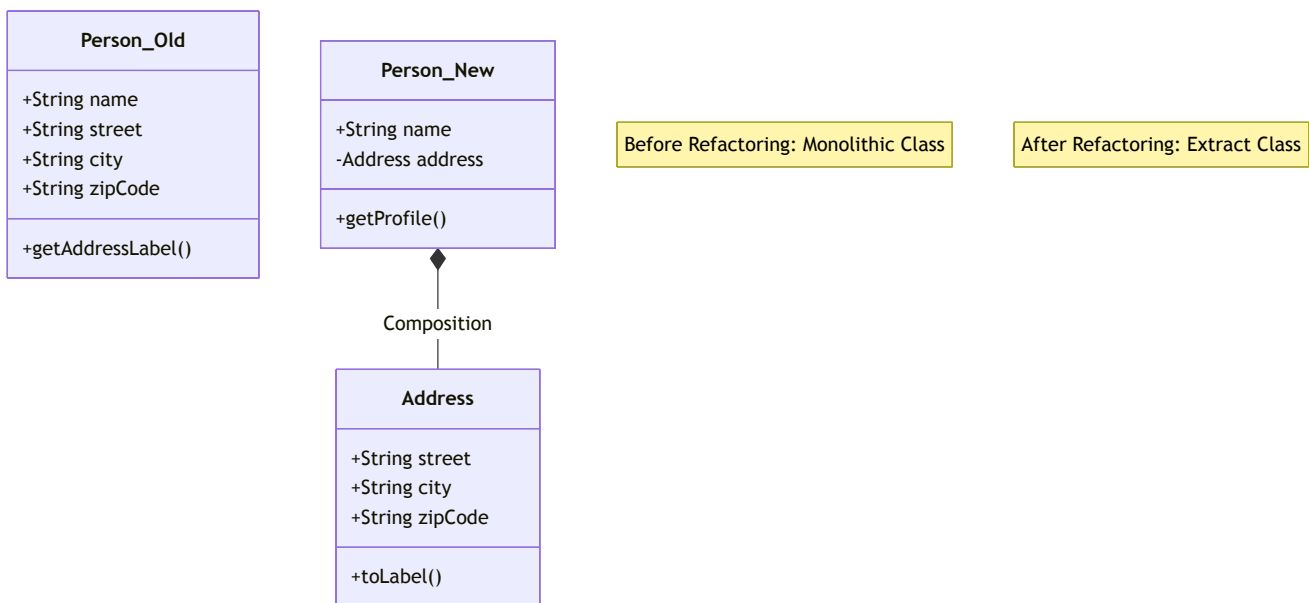 Person_Old
+String name
+String street
+String city
+String zipCode
+getAddressLabel()
Person_New
+String name
-Address address
+getProfile()
Composition
Address
+String street
+String city
+String zipCode
+toLabel()
Before Refactoring: Monolithic Class
After Refactoring: Extract Class